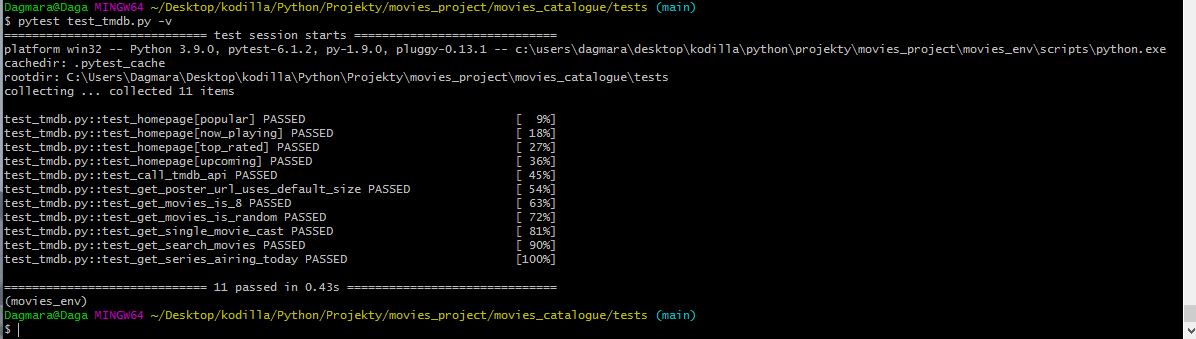 Dagmara@Daga MINGW64 ~/Desktop/kodilla/Python/Projekty/movies_project/movies_catalogue/tests (main)
$ pytest test_tmdb.py -v
============================= test session starts =============================
platform win32 -- Python 3.9.0, pytest-6.1.2, py-1.9.0, pluggy-0.13.1 -- c:\users\dagmara\desktop\kodilla\python\projekty\movies_project\movies_env\scripts\python.exe
cachedir: .pytest_cache
rootdir: C:\Users\Dagmara\Desktop\kodilla\Python\Projekty\movies_project\movies_catalogue\tests
collecting ... collected 11 items
test_tmdb.py::test_homepage[popular] PASSED [  9%]
test_tmdb.py::test_homepage[now_playing] PASSED [ 18%]
test_tmdb.py::test_homepage[top_rated] PASSED [ 27%]
test_tmdb.py::test_homepage[upcoming] PASSED [ 36%]
test_tmdb.py::test_call_tmdb_api PASSED [ 45%]
test_tmdb.py::test_get_poster_url_uses_default_size PASSED [ 54%]
test_tmdb.py::test_get_movies_is_8 PASSED [ 63%]
test_tmdb.py::test_get_movies_is_random PASSED [ 72%]
test_tmdb.py::test_get_single_movie_cast PASSED [ 81%]
test_tmdb.py::test_get_search_movies PASSED [ 90%]
test_tmdb.py::test_get_series_airing_today PASSED [100%]
============================= 11 passed in 0.43s ==============================
(movies_env)
Dagmara@Daga MINGW64 ~/Desktop/kodilla/Python/Projekty/movies_project/movies_catalogue/tests (main)
$